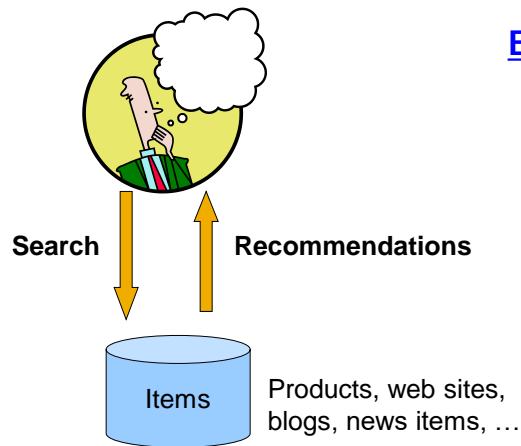 E
Search
Recommendations
Items
Products, web sites,
blogs, news items, …